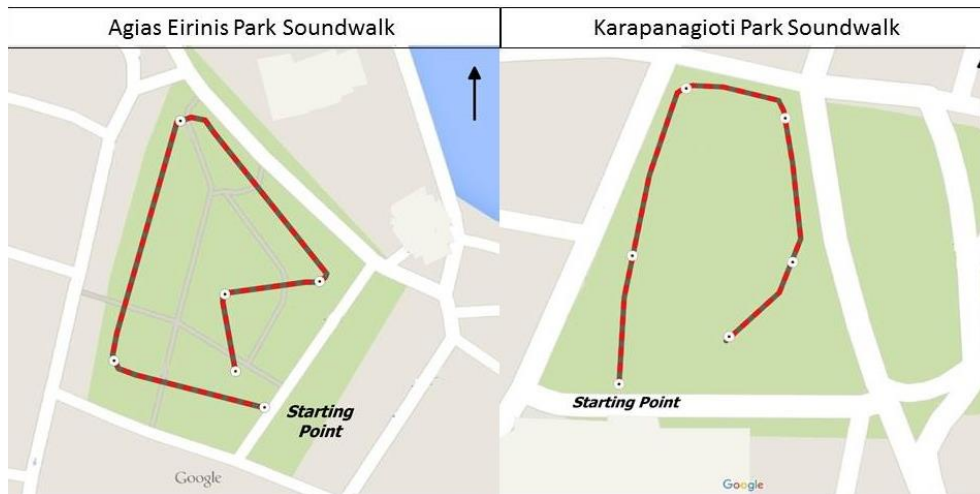 Agias Eirinis Park Soundwalk
Karapanagioti Park Soundwalk
Starting
Point
Google
Starting Point
Google